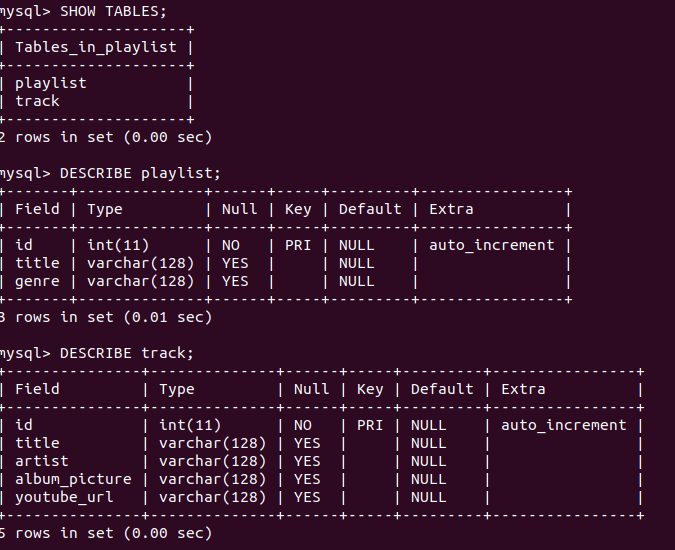 mysql> SHOW TABLES;
+--------------------+
| Tables_in_playlist |
+--------------------+
| playlist           |
| track              |
+--------------------+
2 rows in set (0.00 sec)

mysql> DESCRIBE playlist;
+-------+--------------+------+-----+---------+----------------+
| Field | Type         | Null | Key | Default | Extra          |
+-------+--------------+------+-----+---------+----------------+
| id    | int(11)      | NO   | PRI | NULL    | auto_increment |
| title | varchar(128) | YES  |     | NULL    |                |
| genre | varchar(128) | YES  |     | NULL    |                |
+-------+--------------+------+-----+---------+----------------+
3 rows in set (0.01 sec)

mysql> DESCRIBE track;
+---------------+--------------+------+-----+---------+----------------+
| Field         | Type         | Null | Key | Default | Extra          |
+---------------+--------------+------+-----+---------+----------------+
| id            | int(11)      | NO   | PRI | NULL    | auto_increment |
| title         | varchar(128) | YES  |     | NULL    |                |
| artist        | varchar(128) | YES  |     | NULL    |                |
| album_picture | varchar(128) | YES  |     | NULL    |                |
| youtube_url   | varchar(128) | YES  |     | NULL    |                |
+---------------+--------------+------+-----+---------+----------------+
5 rows in set (0.00 sec)